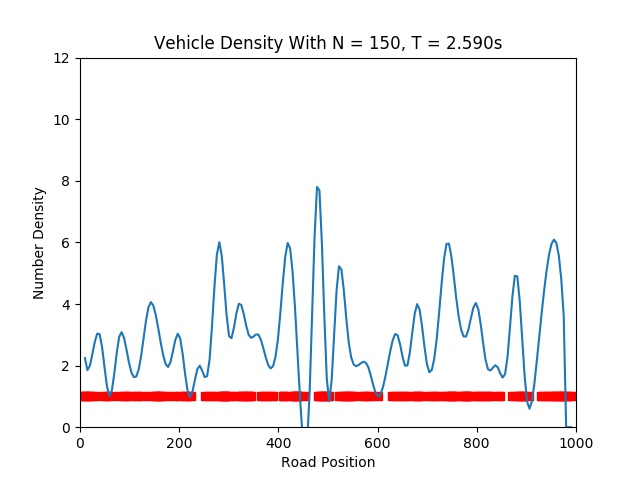 Vehicle Density With N = 150, T = 2.590s
12
10
8
6
4
2
0
Number Density
0 200 400 600 800 1000
Road Position